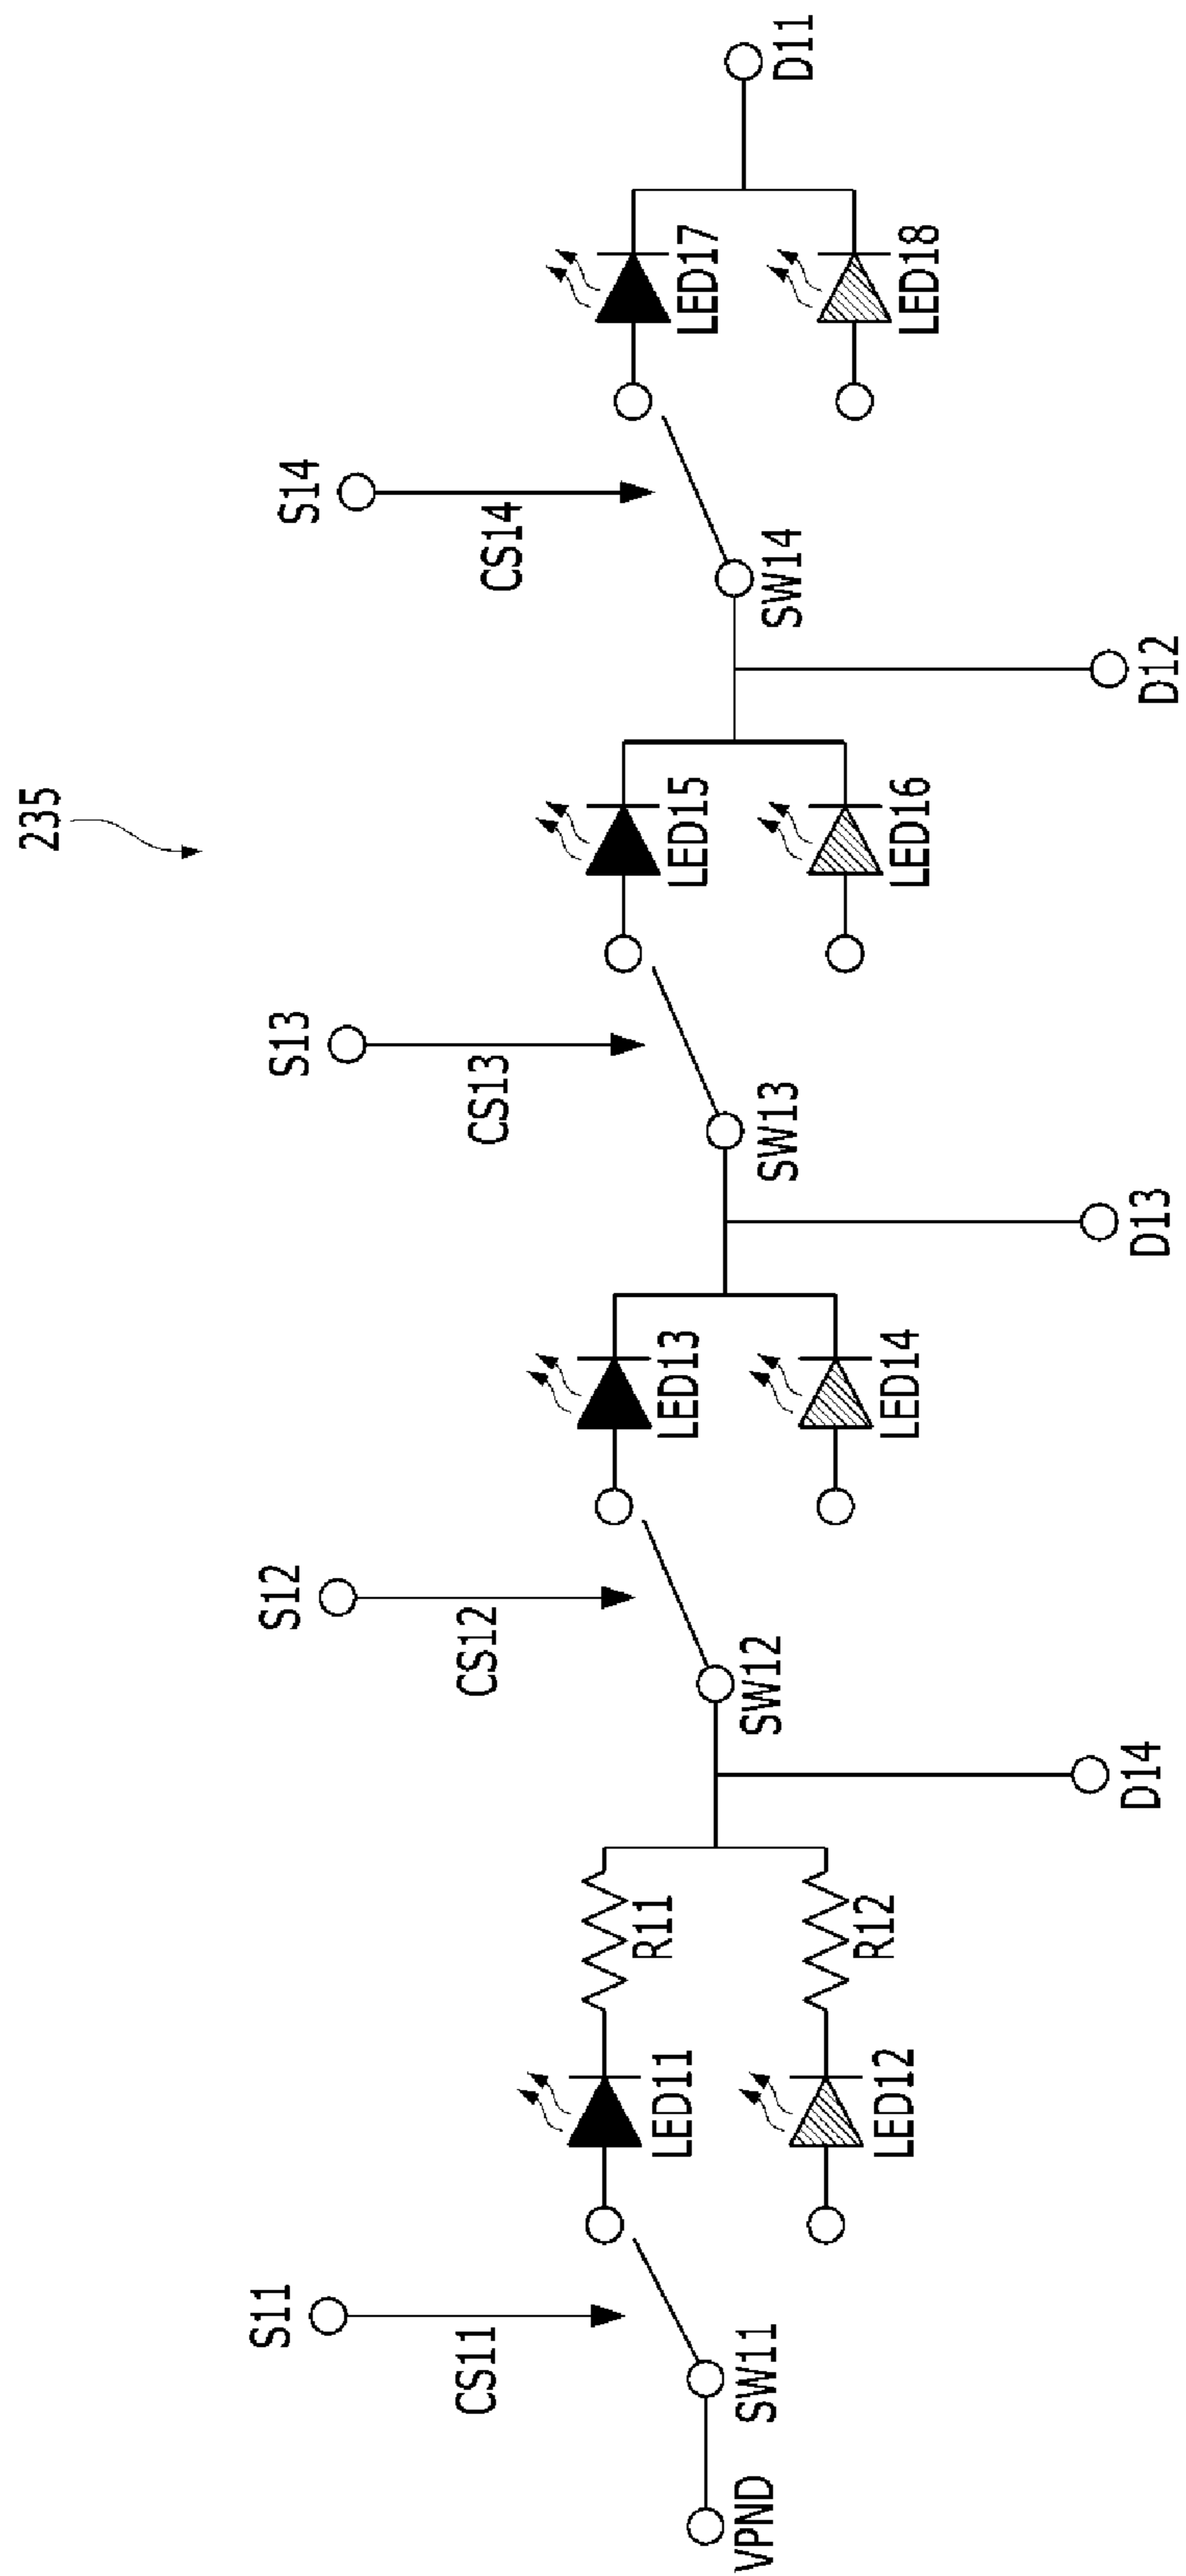 235
S11
S12
S13
S14
CS11
CS12
CS13
CS14
LED11
R11
LED13
LED15
LED17
VPND
SW11
SW12
SW13
SW14
D11
LED12
R12
LED14
LED16
LED18
D14
D13
D12